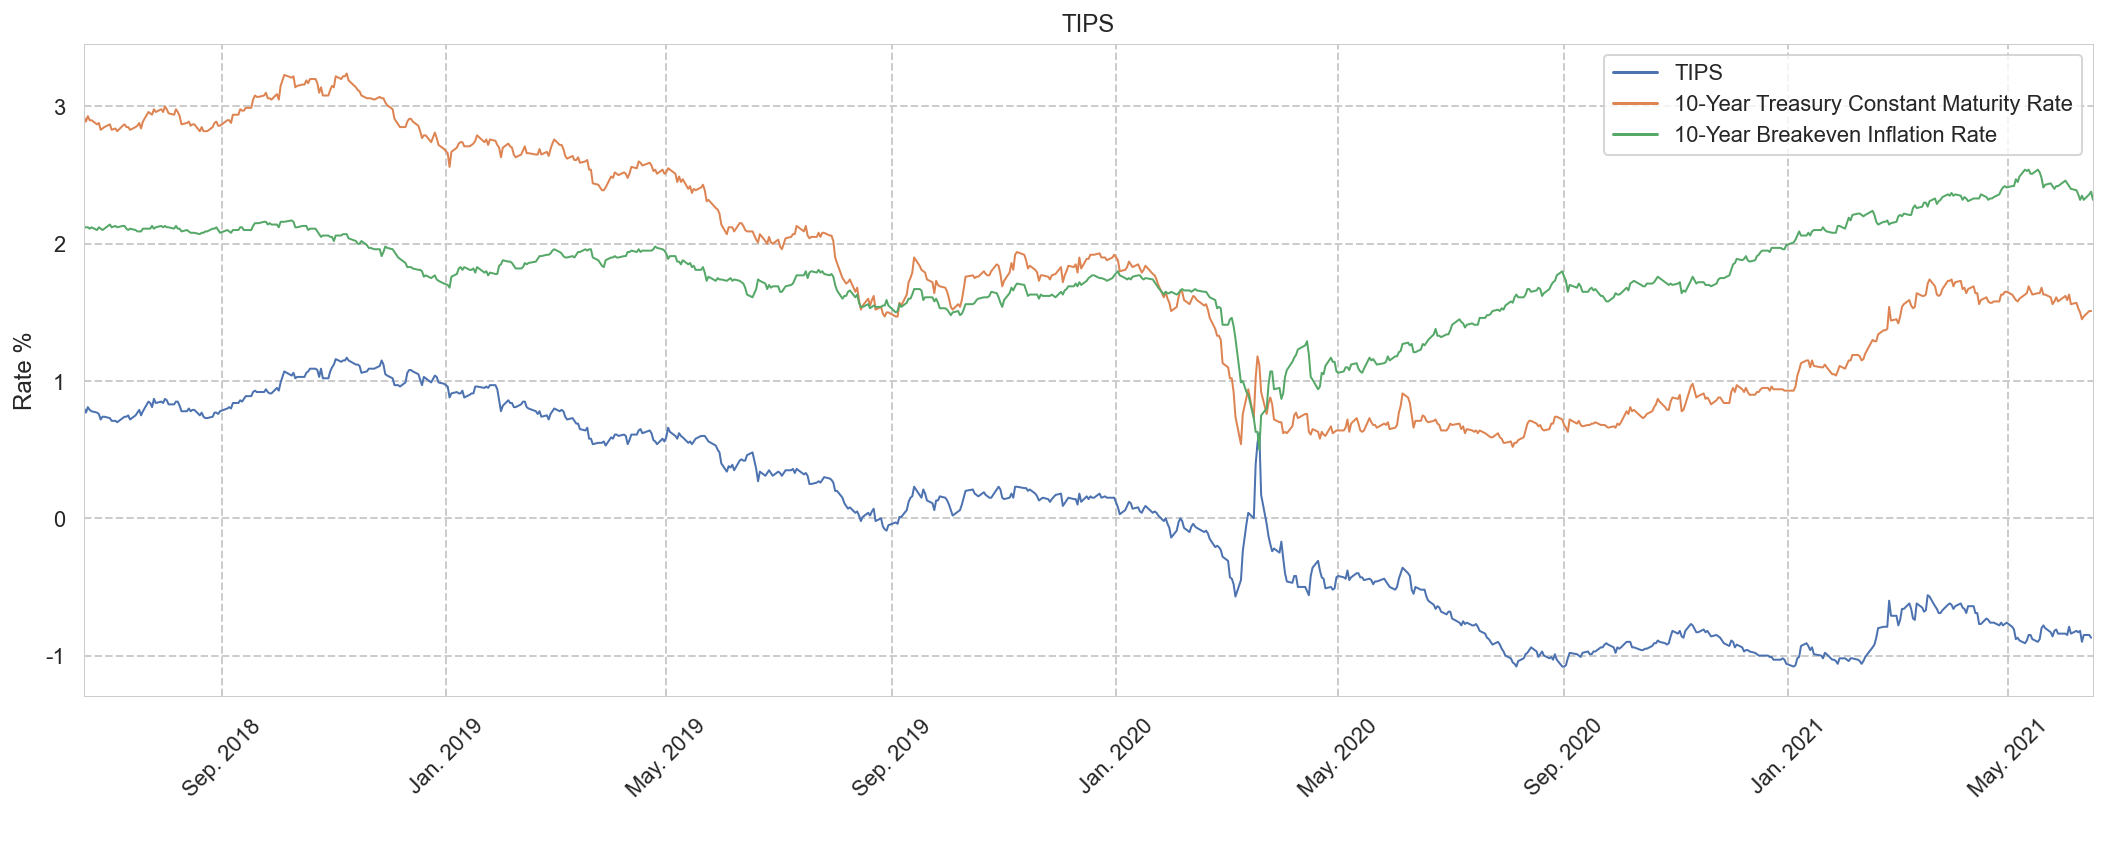 TIPS
TIPS
10-Year Treasury Constant Maturity Rate
10-Year Breakeven Inflation Rate
Rate %
3
2
1
0
-1
Sep. 2018
Jan. 2019
May. 2019
Sep. 2019
Jan. 2020
May. 2020
Sep. 2020
Jan. 2021
May. 2021